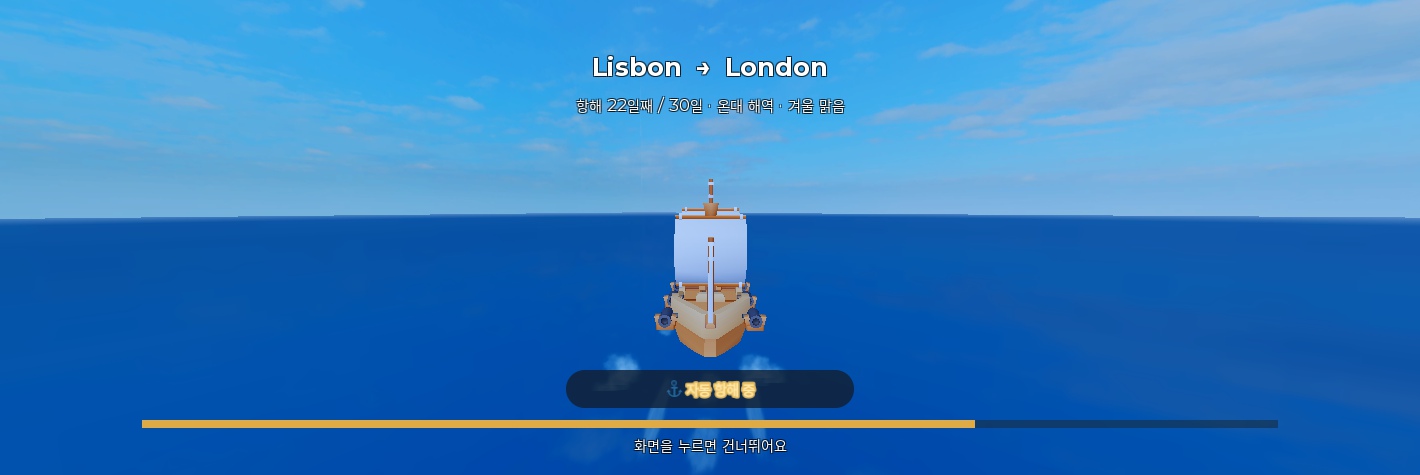 Lisbon → London
항해 22일째 / 30일 · 온대 해역 · 겨울 맑음
⚓ 자동 항해 중
화면을 누르면 건너뛰어요